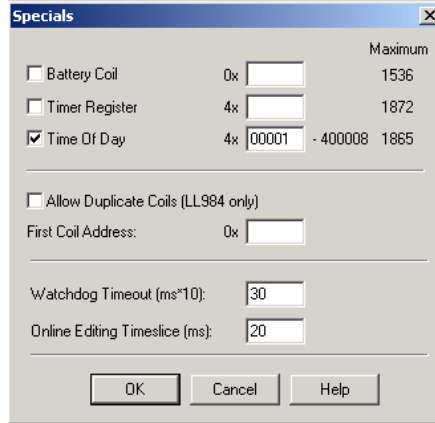 Specials
Maximum
Battery Coil 0x 1536
Timer Register 4x 1872
Time Of Day 4x 00001 - 400008 1865
Allow Duplicate Coils (LL984 only)
First Coil Address: 0x
Watchdog Timeout (ms*10): 30
Online Editing Timeslice (ms): 20
OK Cancel Help